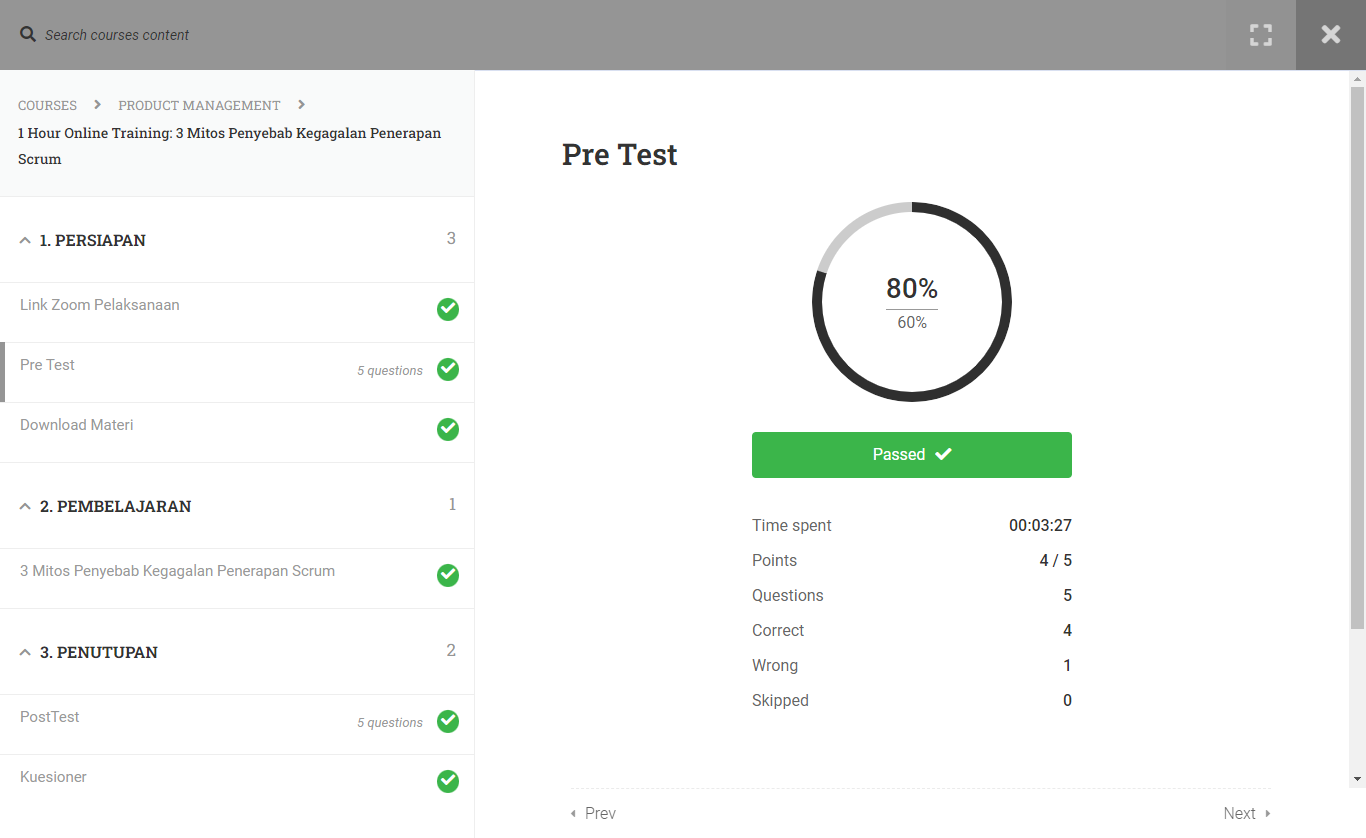 Search courses content
COURSES
PRODUCT MANAGEMENT
1 Hour Online Training: 3 Mitos Penyebab Kegagalan Penerapan
Scrum
1. PERSIAPAN 3
Link Zoom Pelaksanaan
Pre Test 5 questions
Download Materi
2. PEMBELAJARAN 1
3 Mitos Penyebab Kegagalan Penerapan Scrum
3. PENUTUPAN 2
PostTest 5 questions
Kuesioner
Pre Test
80%
60%
Passed
Time spent 00:03:27
Points 4 / 5
Questions 5
Correct 4
Wrong 1
Skipped 0
Prev Next